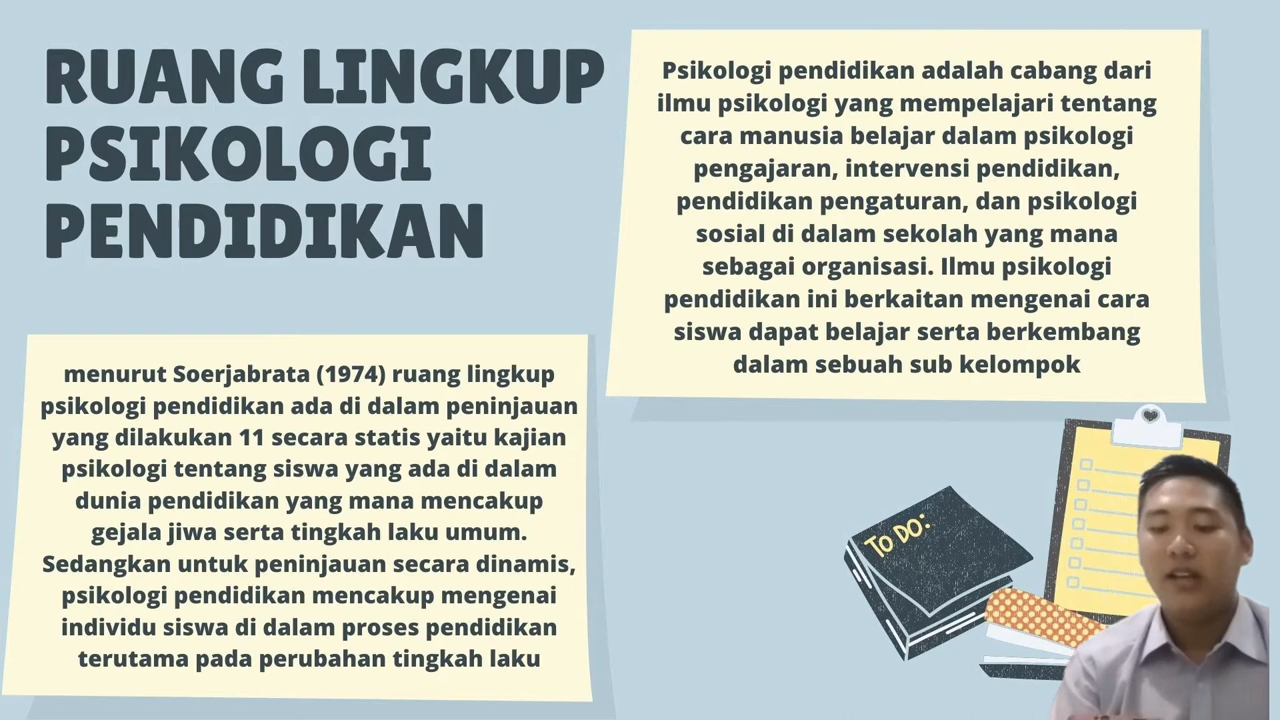 RUANG LINGKUP
PSIKOLOGI
PENDIDIKAN
Psikologi pendidikan adalah cabang dari
ilmu psikologi yang mempelajari tentang
cara manusia belajar dalam psikologi
pengajaran, intervensi pendidikan,
pendidikan pengaturan, dan psikologi
sosial di dalam sekolah yang mana
sebagai organisasi. Ilmu psikologi
pendidikan ini berkaitan mengenai cara
siswa dapat belajar serta berkembang
dalam sebuah sub kelompok
menurut Soerjabrata (1974) ruang lingkup
psikologi pendidikan ada di dalam peninjauan
yang dilakukan 11 secara statis yaitu kajian
psikologi tentang siswa yang ada di dalam
dunia pendidikan yang mana mencakup
gejala jiwa serta tingkah laku umum.
Sedangkan untuk peninjauan secara dinamis,
psikologi pendidikan mencakup mengenai
individu siswa di dalam proses pendidikan
terutama pada perubahan tingkah laku
TO DO: